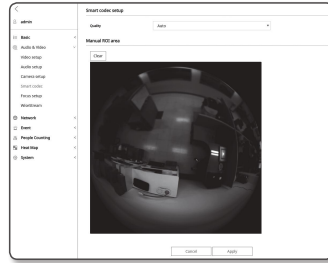 Smart codec setup
admin
Quality
Auto
Manual ROI area
Basic
Audio & Video
Clear
Video setup
Audio setup
Camera setup
Smart codec
Focus setup
WiseStream
Network
Event
People Counting
Heat Map
System
Cancel
Apply